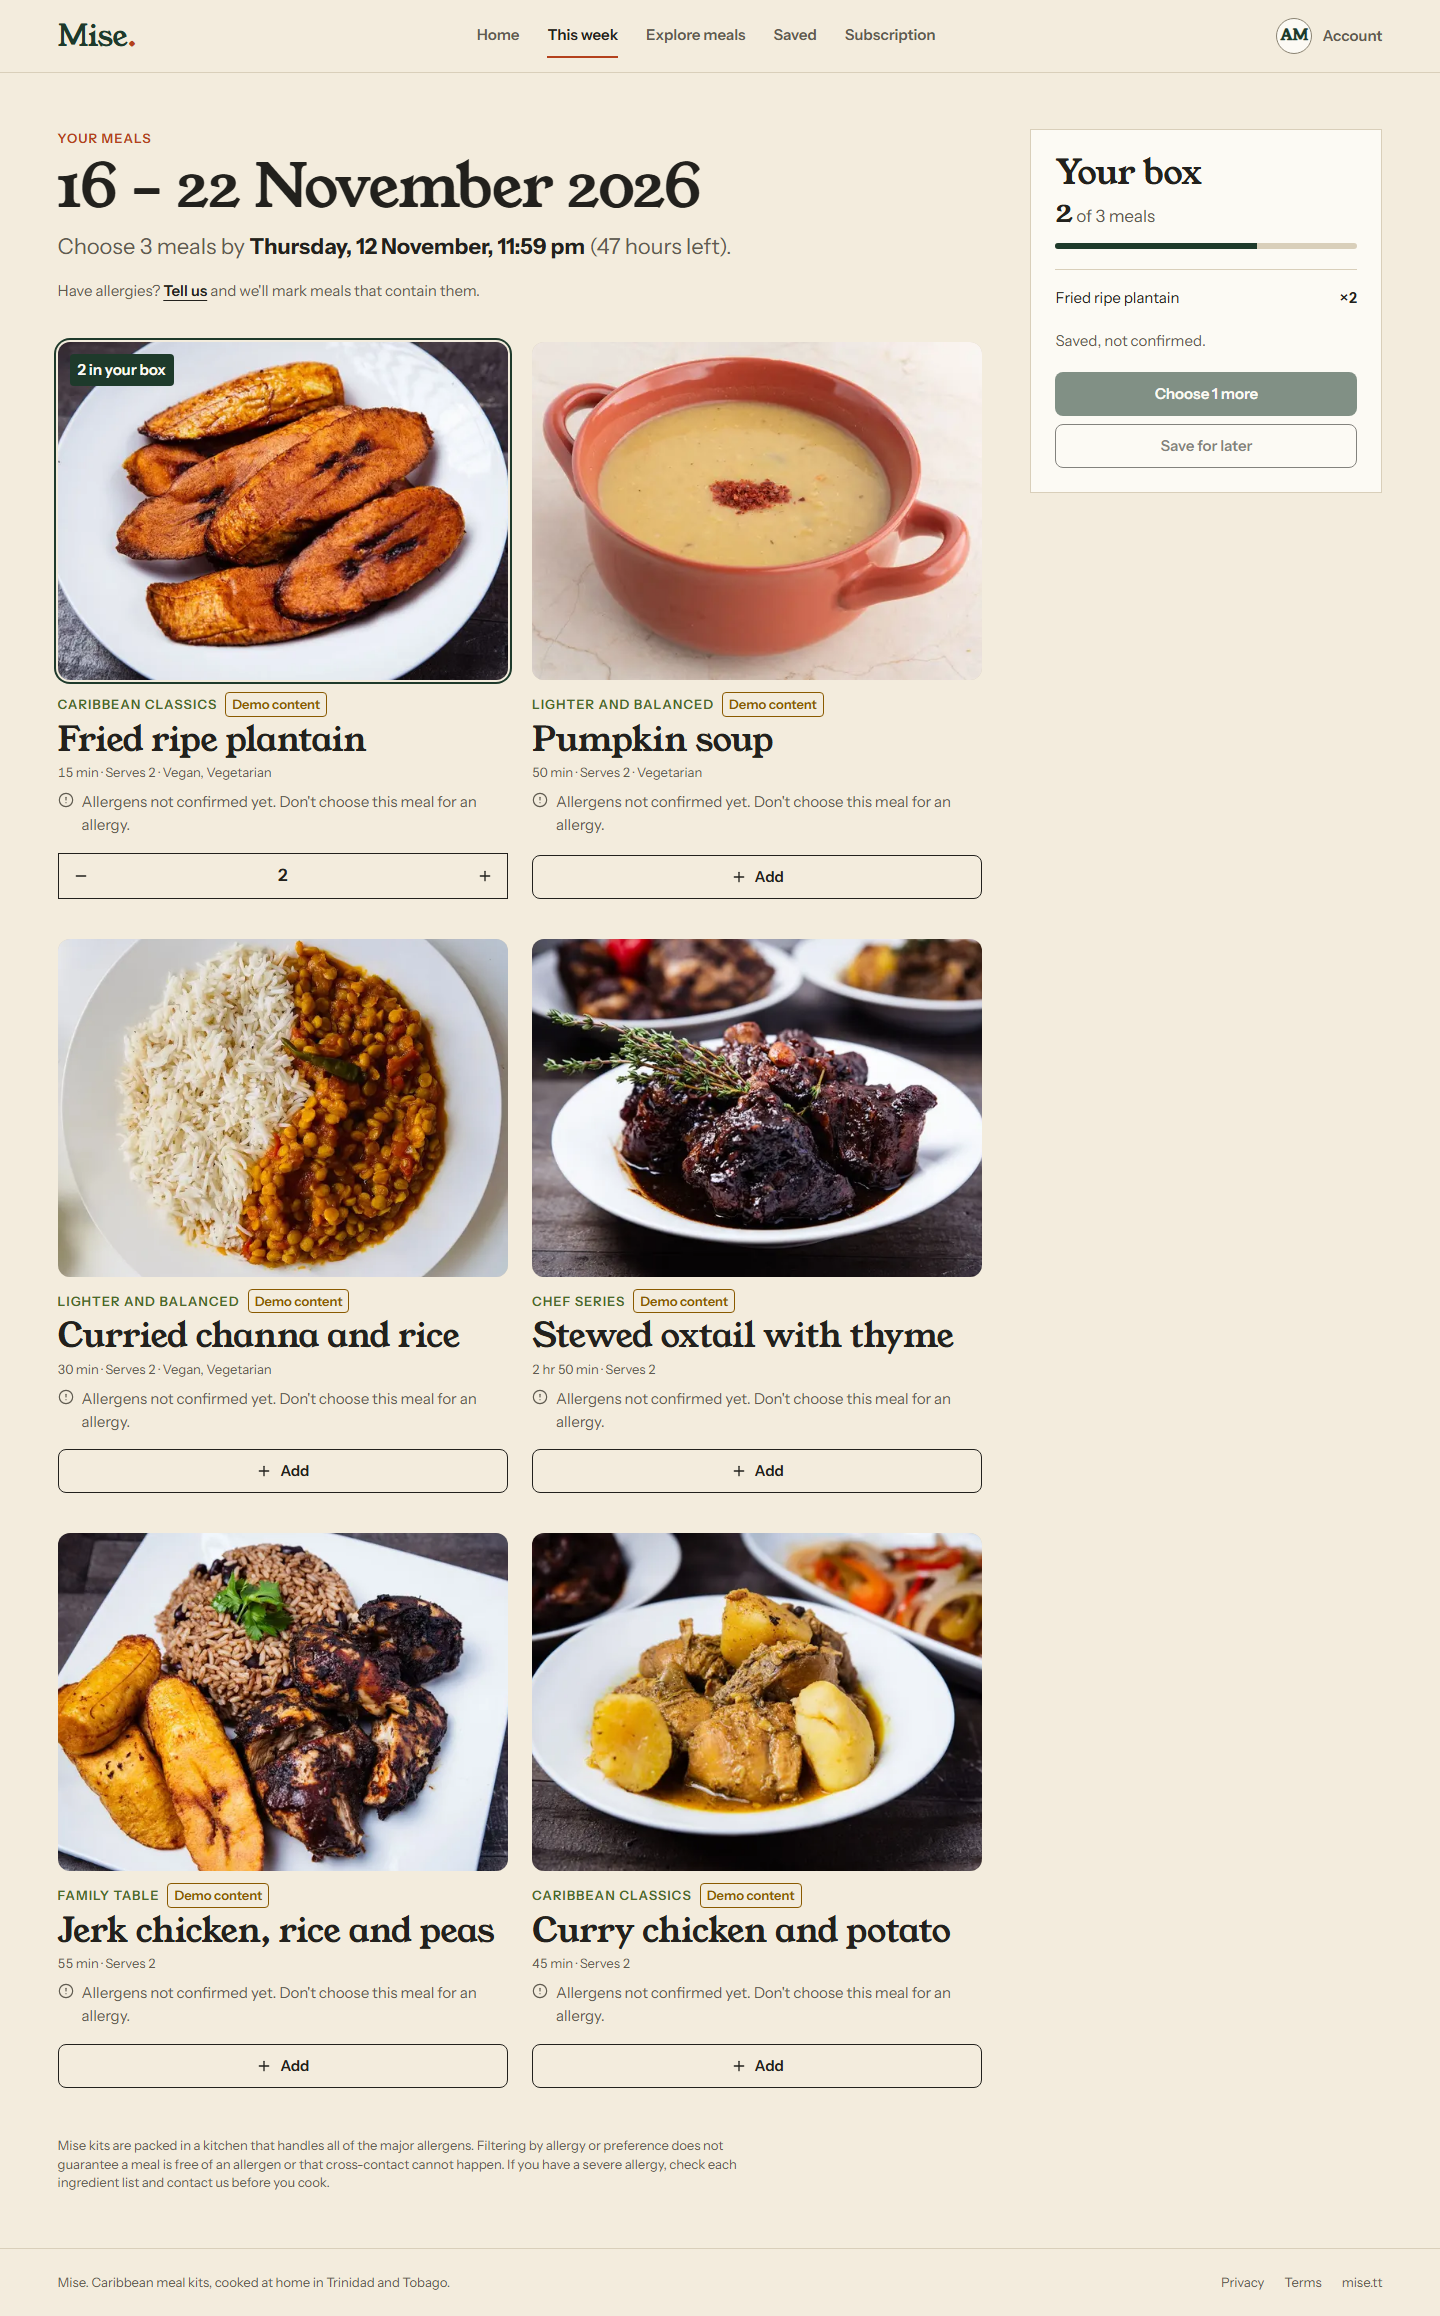 Mise.
Home
This week
Explore meals
Saved
Subscription
AM
Account
YOUR MEALS
16 – 22 November 2026
Choose 3 meals by Thursday, 12 November, 11:59 pm (47 hours left).
Have allergies? Tell us and we'll mark meals that contain them.
Your box
2 of 3 meals
Fried ripe plantain ×2
Saved, not confirmed.
Choose 1 more
Save for later
2 in your box
CARIBBEAN CLASSICS Demo content
Fried ripe plantain
15 min · Serves 2 · Vegan, Vegetarian
Allergens not confirmed yet. Don't choose this meal for an
allergy.
− 2 +
LIGHTER AND BALANCED Demo content
Pumpkin soup
50 min · Serves 2 · Vegetarian
Allergens not confirmed yet. Don't choose this meal for an
allergy.
+ Add
LIGHTER AND BALANCED Demo content
Curried channa and rice
30 min · Serves 2 · Vegan, Vegetarian
Allergens not confirmed yet. Don't choose this meal for an
allergy.
+ Add
CHEF SERIES Demo content
Stewed oxtail with thyme
2 hr 50 min · Serves 2
Allergens not confirmed yet. Don't choose this meal for an
allergy.
+ Add
FAMILY TABLE Demo content
Jerk chicken, rice and peas
55 min · Serves 2
Allergens not confirmed yet. Don't choose this meal for an
allergy.
+ Add
CARIBBEAN CLASSICS Demo content
Curry chicken and potato
45 min · Serves 2
Allergens not confirmed yet. Don't choose this meal for an
allergy.
+ Add
Mise kits are packed in a kitchen that handles all of the major allergens. Filtering by allergy or preference does not
guarantee a meal is free of an allergen or that cross-contact cannot happen. If you have a severe allergy, check each
ingredient list and contact us before you cook.
Mise. Caribbean meal kits, cooked at home in Trinidad and Tobago.
Privacy
Terms
mise.tt